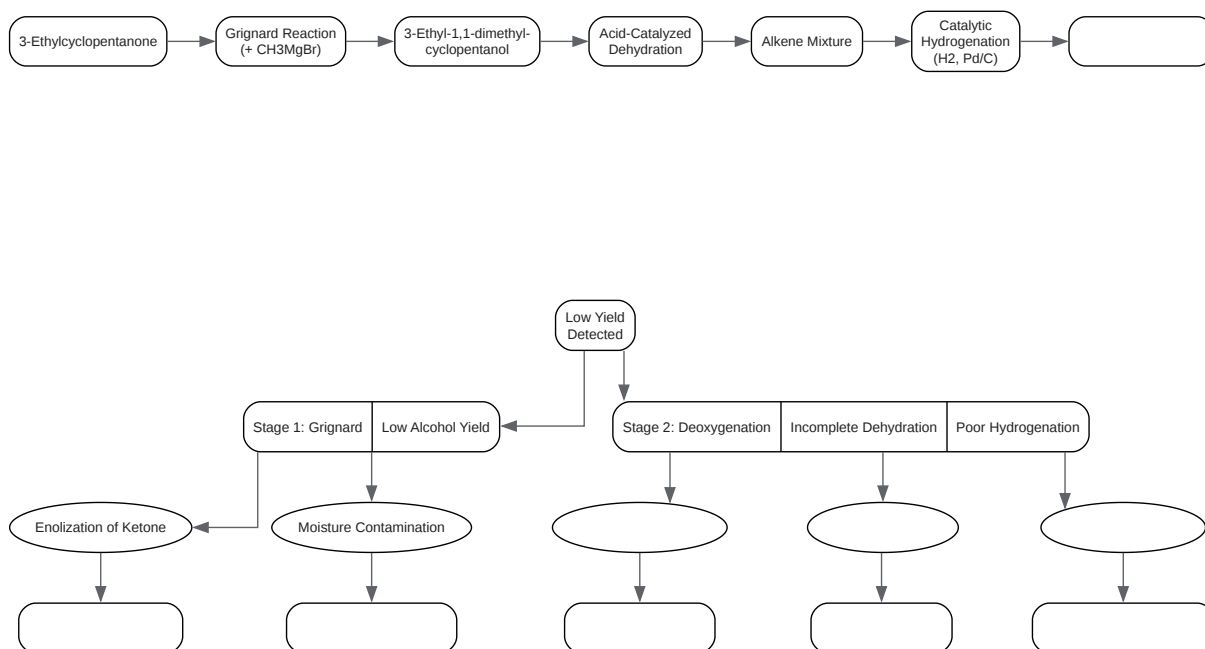 3-Ethylcyclopentanone
Grignard Reaction
(+ CH3MgBr)
3-Ethyl-1,1-dimethyl-
cyclopentanol
Acid-Catalyzed
Dehydration
Alkene Mixture
Catalytic
Hydrogenation
(H2, Pd/C)
Low Yield
Detected
Stage 1: Grignard
Low Alcohol Yield
Stage 2: Deoxygenation
Incomplete Dehydration
Poor Hydrogenation
Enolization of Ketone
Moisture Contamination